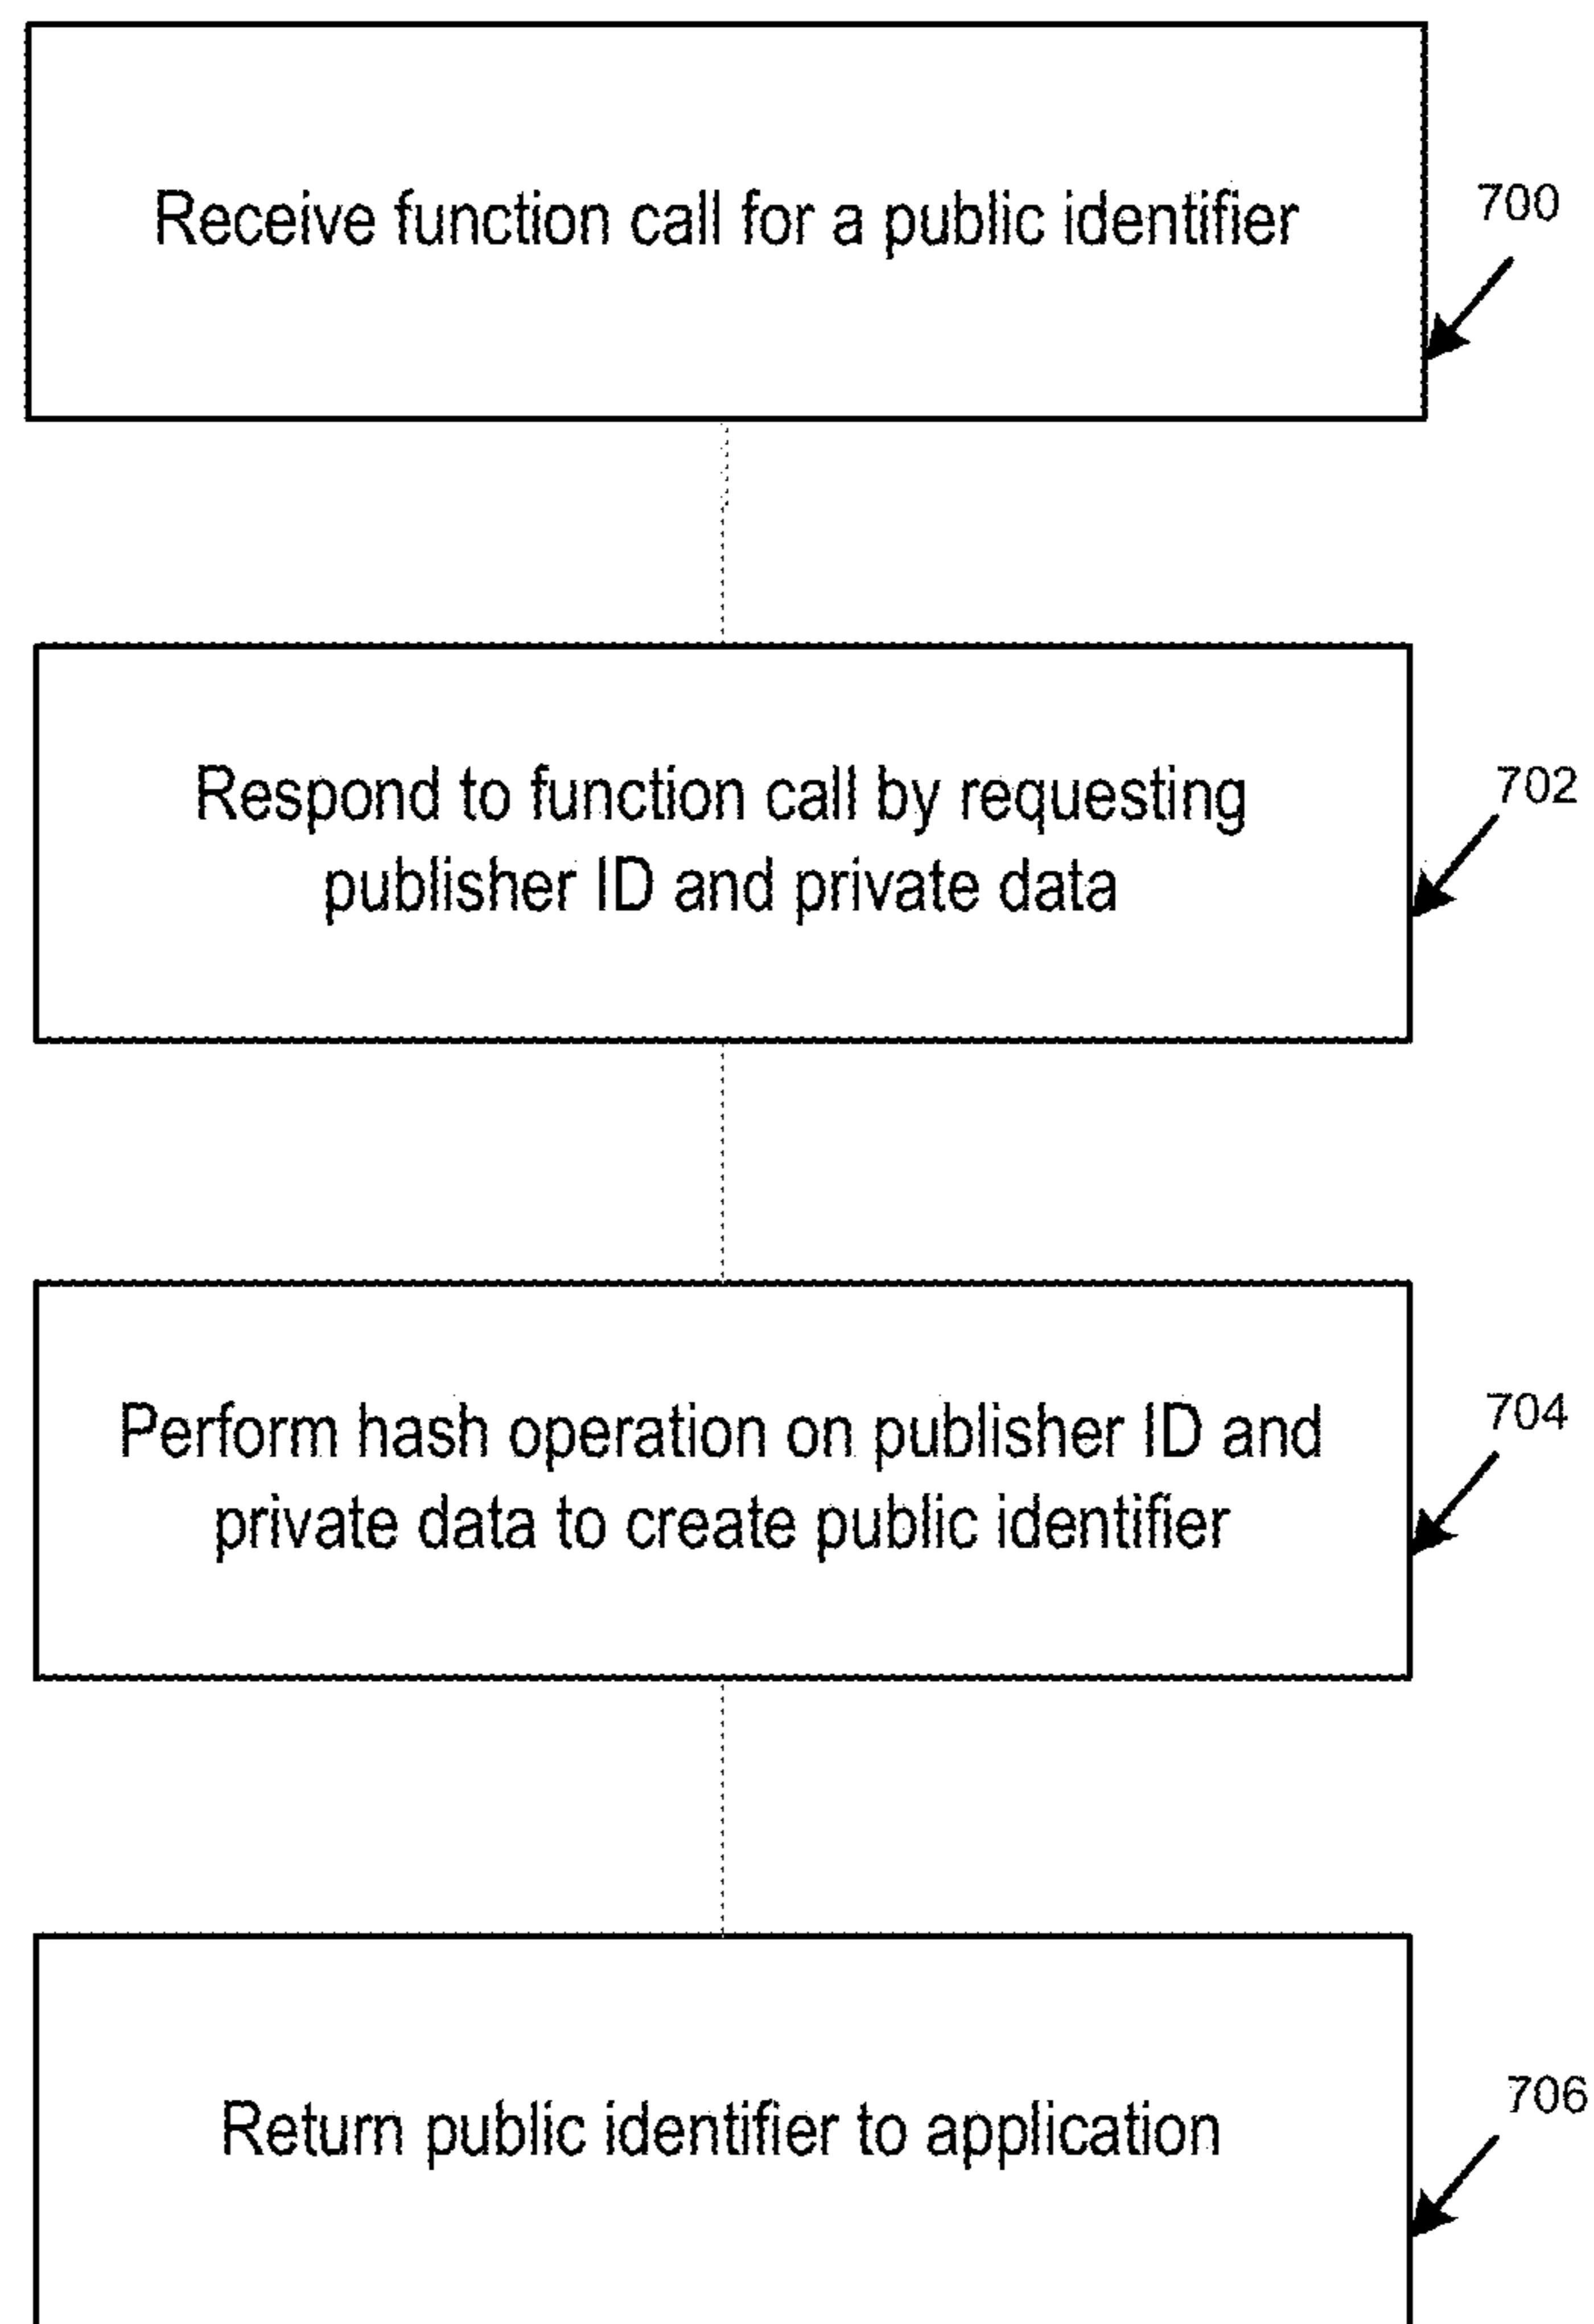 Receive function call for a public identifier
700
Respond to function call by requesting
publisher ID and private data
702
Perform hash operation on publisher ID and
private data to create public identifier
704
Return public identifier to application
706